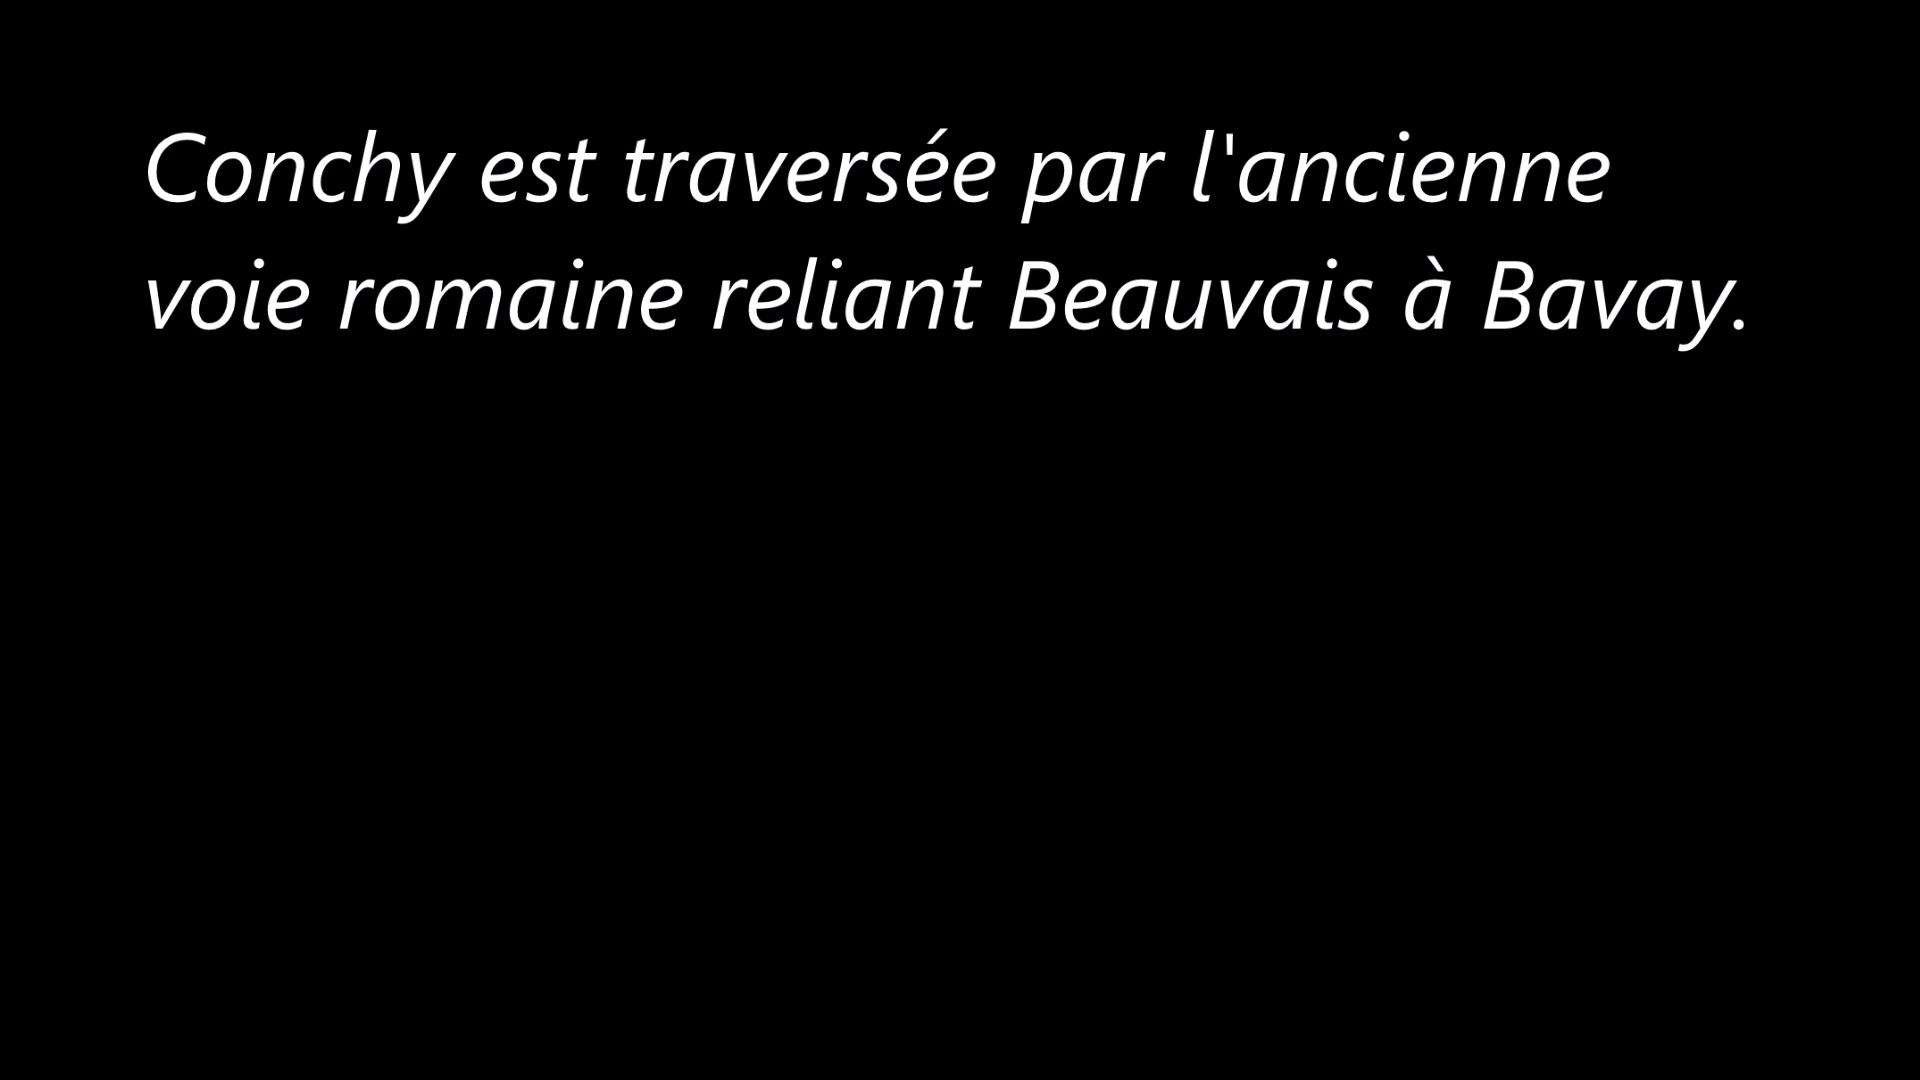 Conchy est traversée par l'ancienne
voie romaine reliant Beauvais à Bavay.